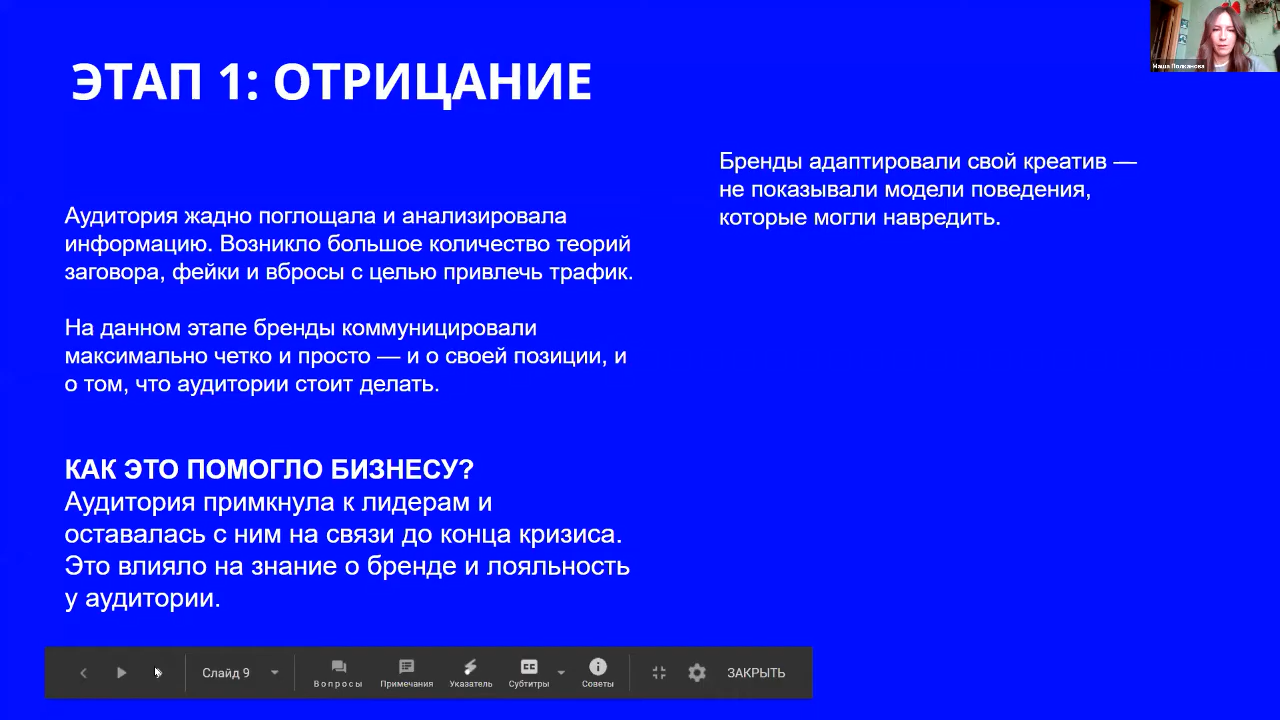 ЭТАП 1: ОТРИЦАНИЕ
Аудитория жадно поглощала и анализировала
информацию. Возникло большое количество теорий
заговора, фейки и вбросы с целью привлечь трафик.
На данном этапе бренды коммуницировали
максимально четко и просто — и о своей позиции, и
о том, что аудитории стоит делать.
КАК ЭТО ПОМОГЛО БИЗНЕСУ?
Аудитория примкнула к лидерам и
оставалась с ним на связи до конца кризиса.
Это влияло на знание о бренде и лояльность
у аудитории.
Бренды адаптировали свой креатив —
не показывали модели поведения,
которые могли навредить.
Маша Полканова
Слайд 9
Вопросы
Примечания
Указатель
CC
Субтитры
Советы
ЗАКРЫТЬ